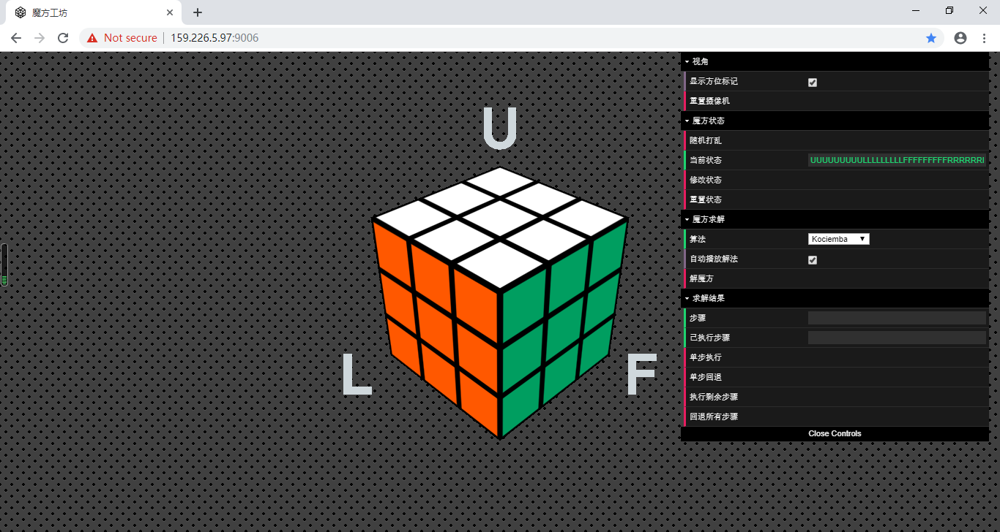 魔方工坊
Not secure
159.226.5.97:9006
视角
显示方位标记
重置摄像机
魔方状态
随机打乱
当前状态
UUUUUUUUULLLLLLLLLFFFFFFFFFRRRRRRI
修改状态
重置状态
魔方求解
算法
Kociemba
自动播放解法
解魔方
求解结果
步骤
已执行步骤
单步执行
单步回退
执行剩余步骤
回退所有步骤
Close Controls
U
L
F